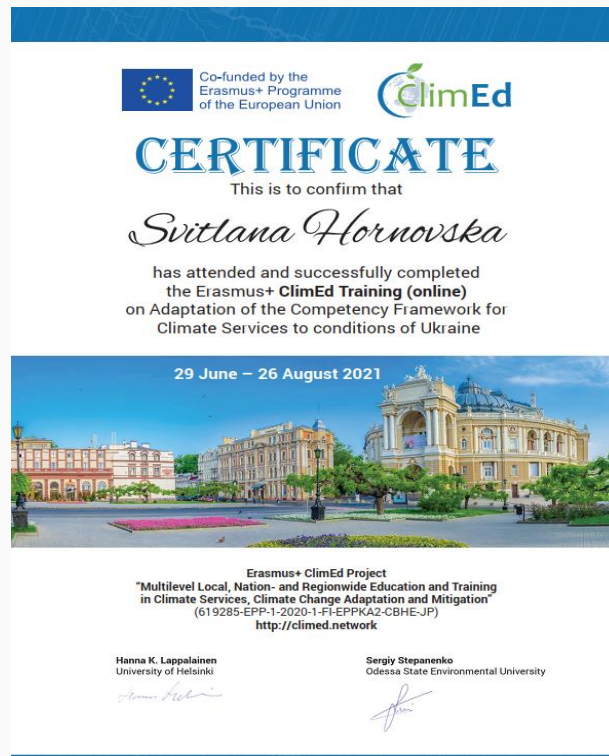 Co-funded by the
Erasmus+ Programme
of the European Union
ClimEd
CERTIFICATE
This is to confirm that
Svitlana Hornovska
has attended and successfully completed
the Erasmus+ ClimEd Training (online)
on Adaptation of the Competency Framework for
Climate Services to conditions of Ukraine
29 June – 26 August 2021
Erasmus+ ClimEd Project
"Multilevel Local, Nation- and Regionwide Education and Training
in Climate Services, Climate Change Adaptation and Mitigation"
(619285-EPP-1-2020-1-FI-EPPKA2-CBHE-JP)
http://climed.network
Hanna K. Lappalainen
University of Helsinki
Sergiy Stepanenko
Odessa State Environmental University